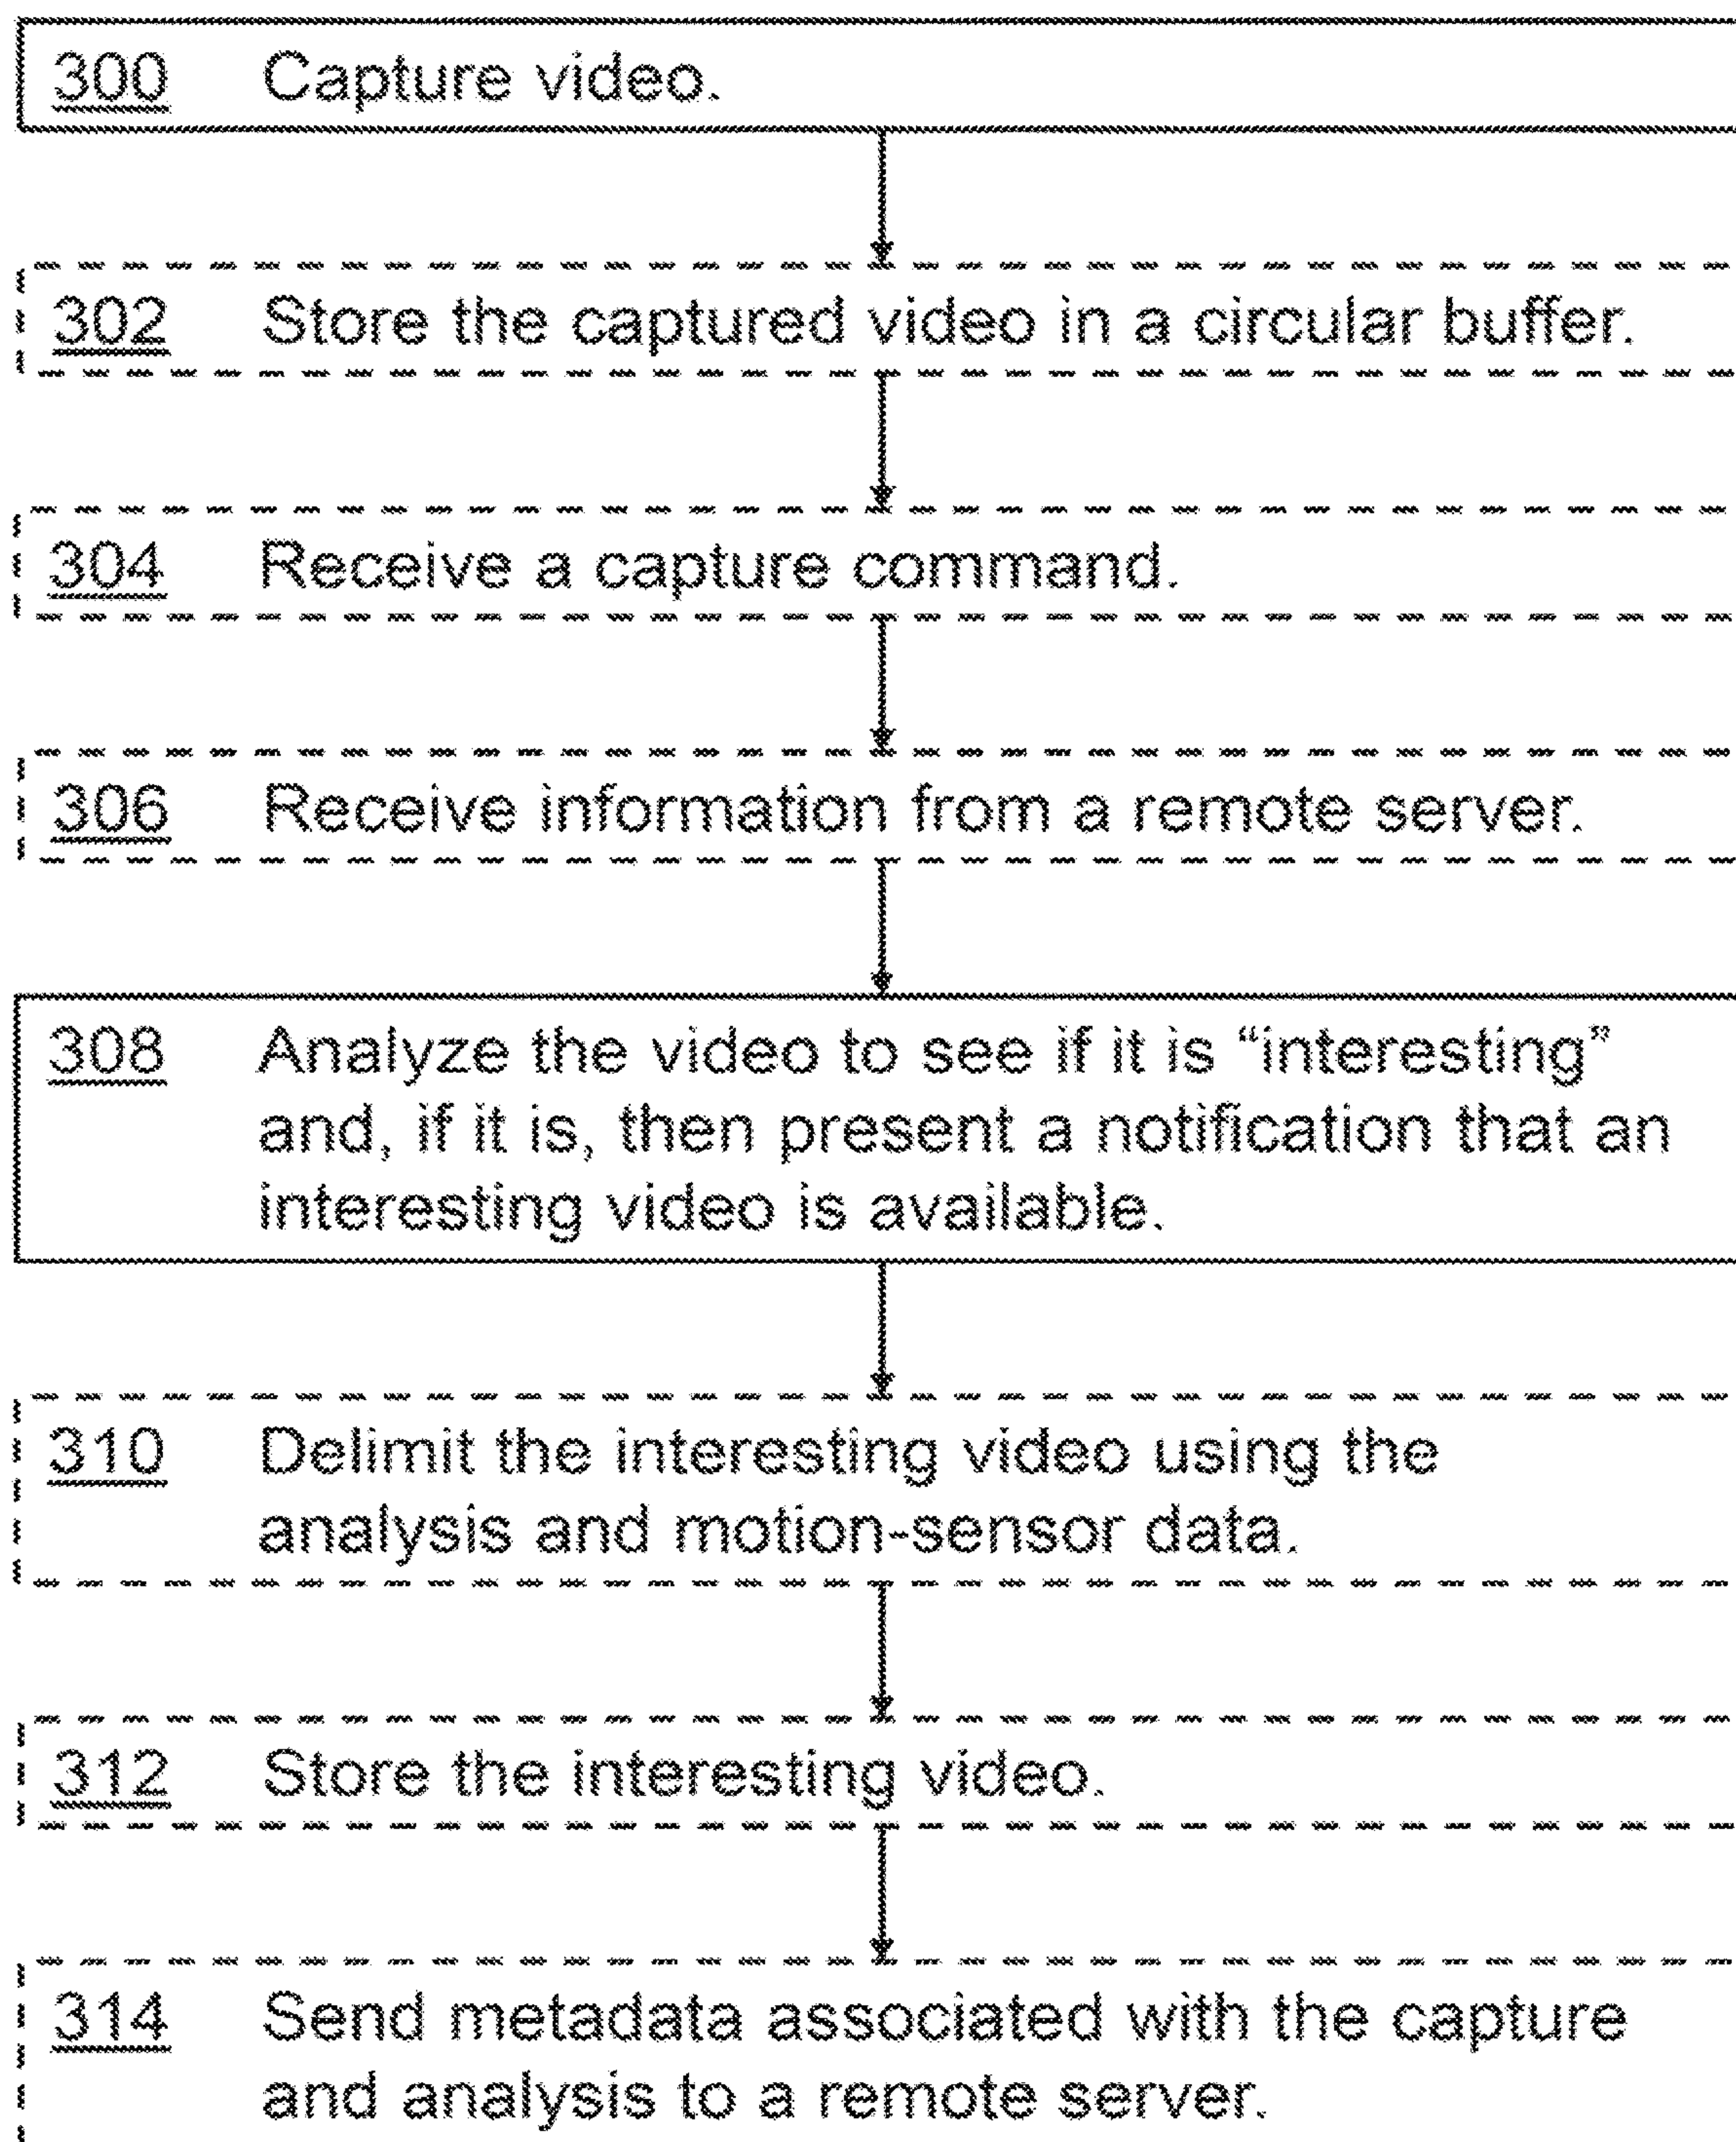 300 Capture video.
302 Store the captured video in a circular buffer.
304 Receive a capture command.
306 Receive information from a remote server.
308 Analyze the video to see if it is “interesting”
and, if it is, then present a notification that an
interesting video is available.
310 Delimit the interesting video using the
analysis and motion-sensor data.
312 Store the interesting video.
314 Send metadata associated with the capture
and analysis to a remote server.